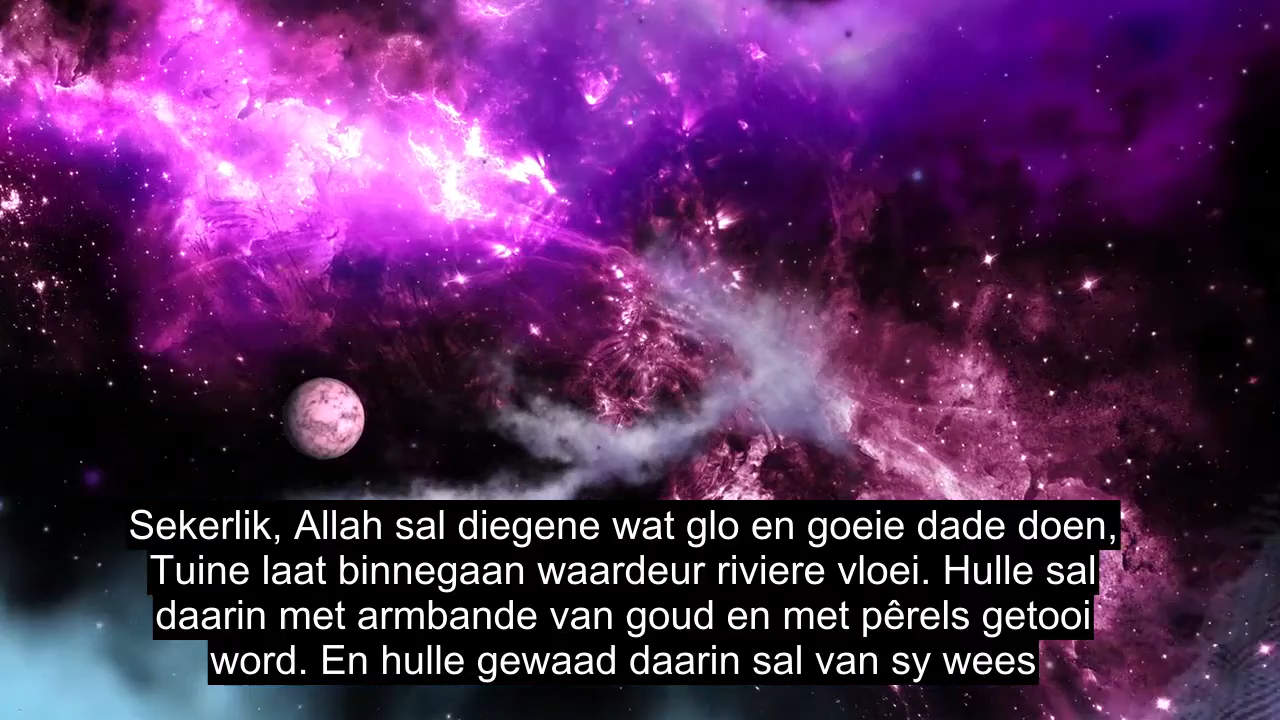 Sekerlik, Allah sal diegene wat glo en goeie dade doen,
Tuine laat binnegaan waardeur riviere vloei. Hulle sal
daarin met armbande van goud en met pêrels getooi
word. En hulle gewaad daarin sal van sy wees